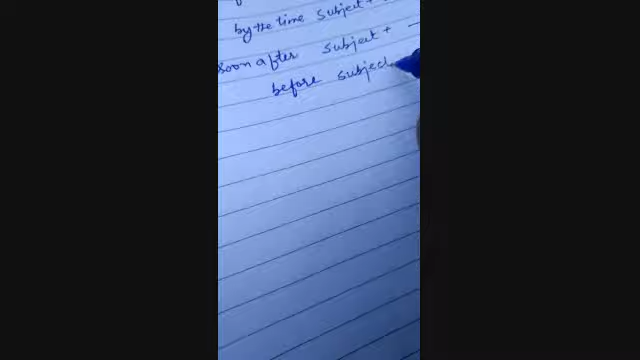 by the time subject +
soon after subject + -
before subject